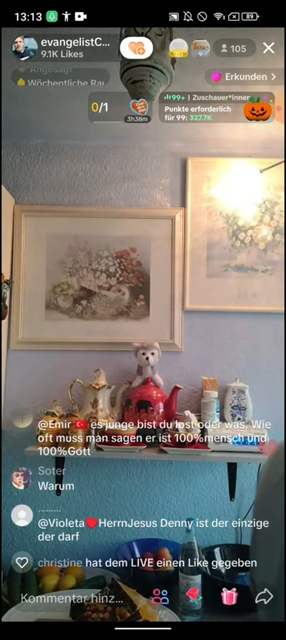 13:13
evangelistC...
9.1K Likes
105
Wöchentliche Ra
Erkunden >
0/1
3h38m
99+ | Zuschauer*innen
Punkte erforderlich
für 99: 327.7K
@Emir 🇹🇷 es junge bist du lost oder was. Wie
oft muss man sagen er ist 100%mensch und
100%Gott
Soter
Warum
........
@Violeta❤️HerrnJesus Denny ist der einzige
der darf
christine hat dem LIVE einen Like gegeben
Kommentar hinz...